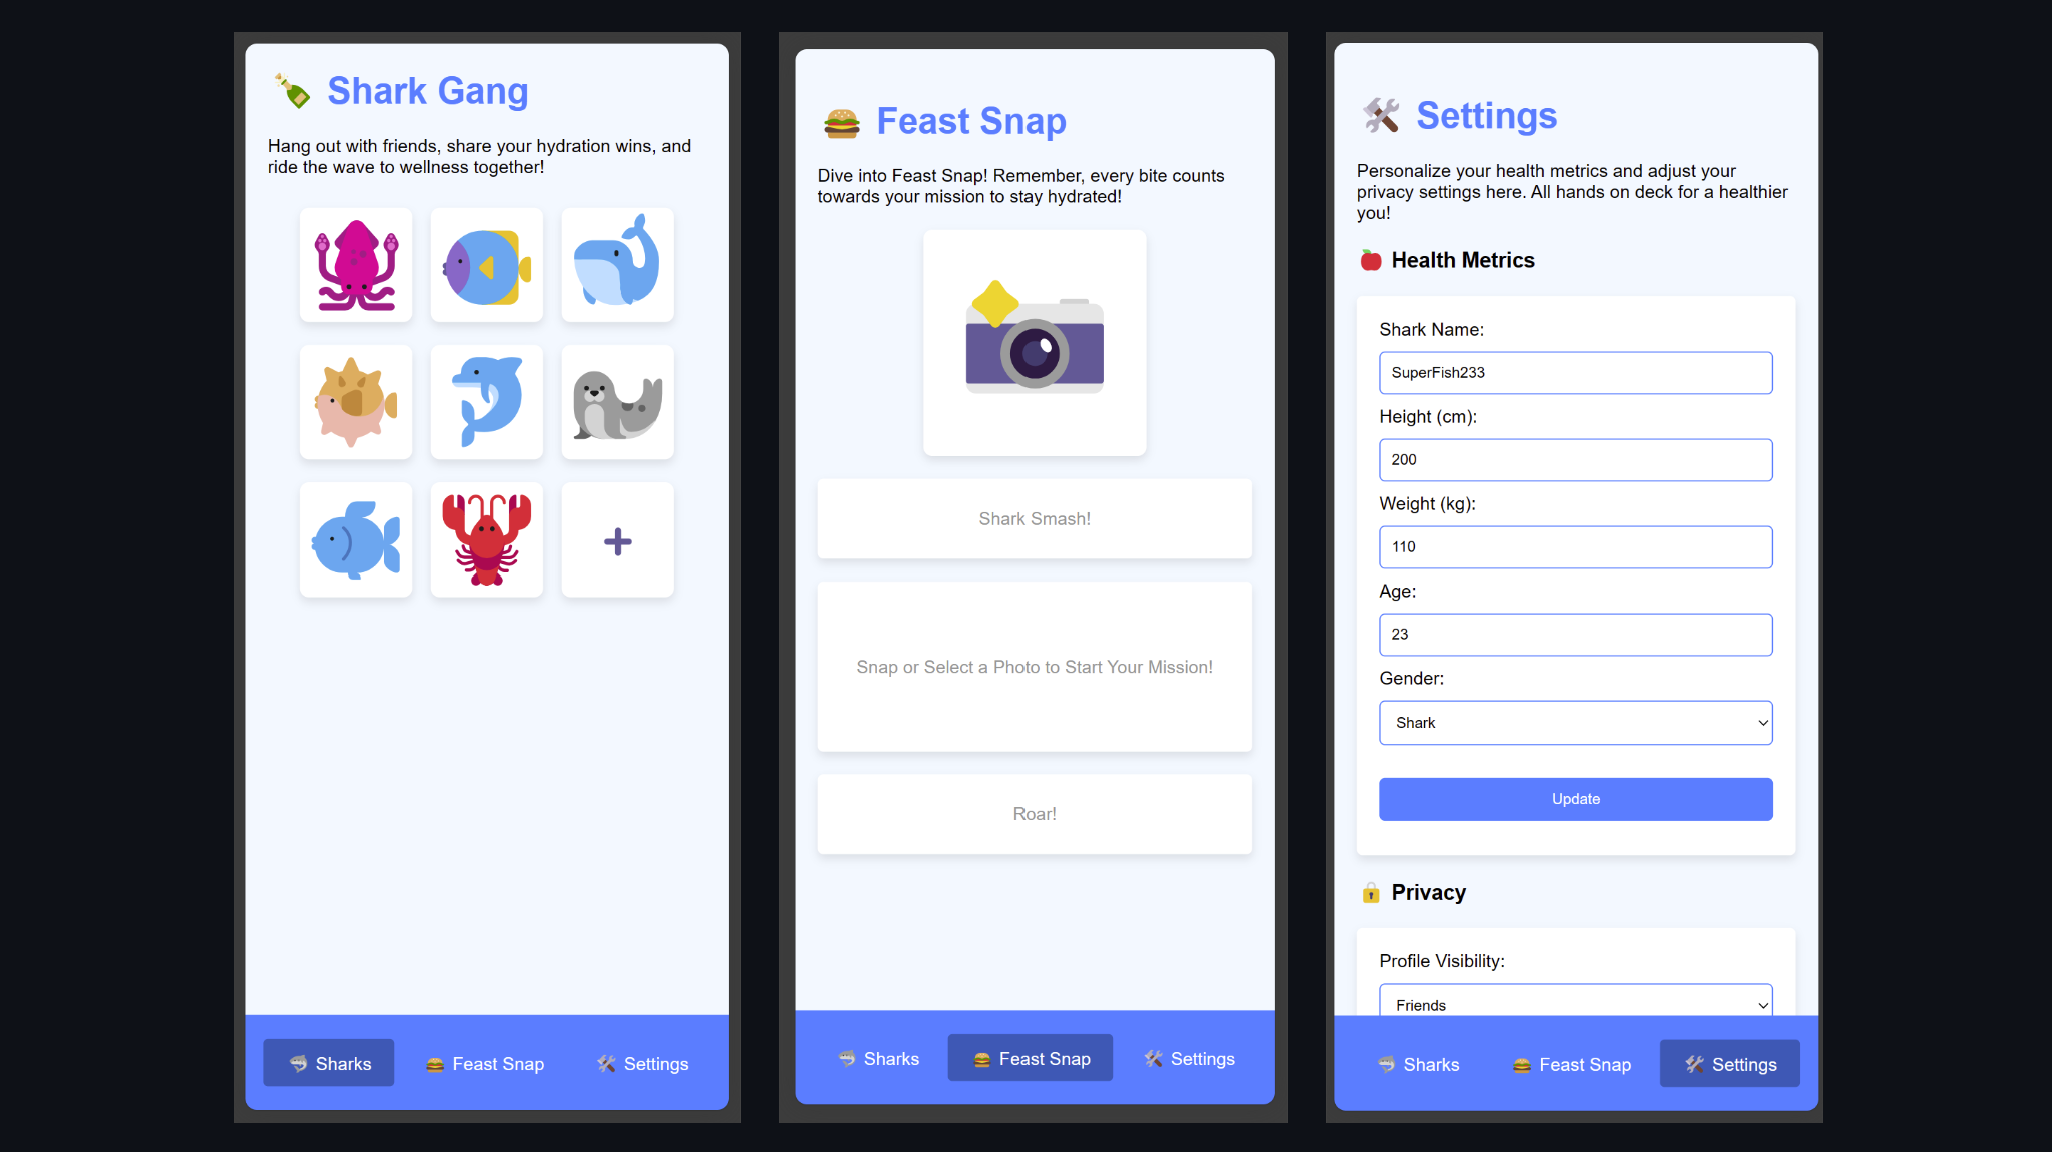 Shark Gang
Hang out with friends, share your hydration wins, and
ride the wave to wellness together!
Sharks
Feast Snap
Settings
Feast Snap
Dive into Feast Snap! Remember, every bite counts
towards your mission to stay hydrated!
Shark Smash!
Snap or Select a Photo to Start Your Mission!
Roar!
Sharks
Feast Snap
Settings
Settings
Personalize your health metrics and adjust your
privacy settings here. All hands on deck for a healthier
you!
Health Metrics
Shark Name:
SuperFish233
Height (cm):
200
Weight (kg):
110
Age:
23
Gender:
Shark
Update
Privacy
Profile Visibility:
Friends
Sharks
Feast Snap
Settings